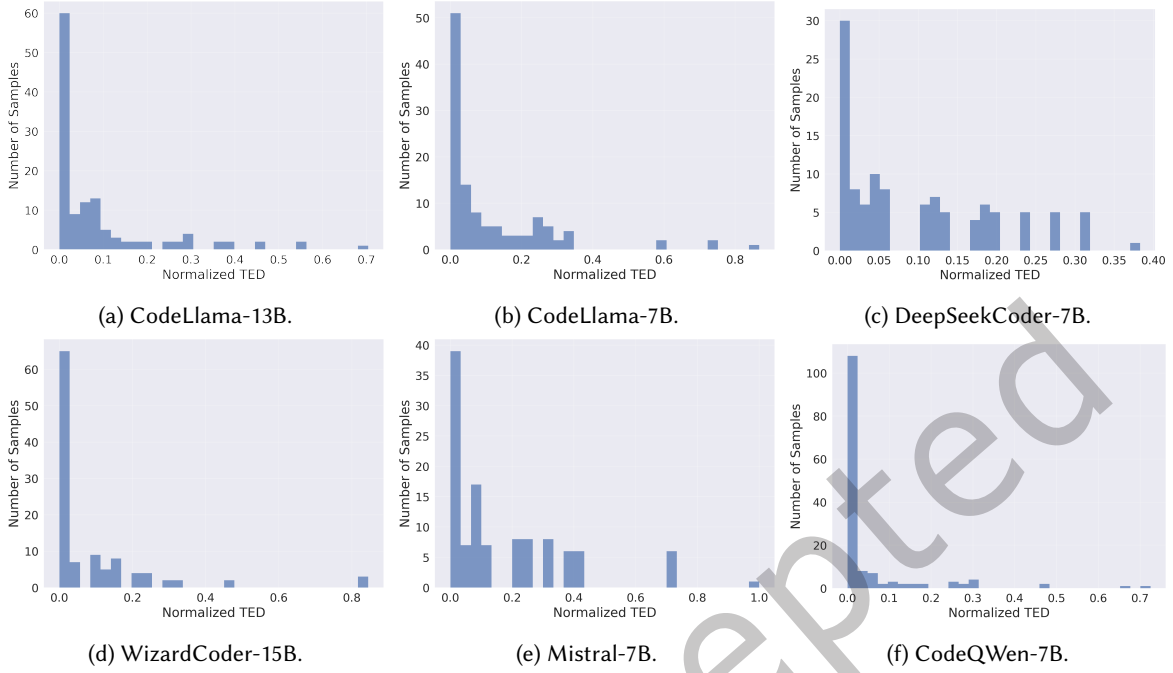 60
50
40
30
20
10
0
Number of Samples
0.0 0.1 0.2 0.3 0.4 0.5 0.6 0.7
Normalized TED
(a) CodeLlama-13B.
50
40
30
20
10
0
Number of Samples
0.0 0.2 0.4 0.6 0.8
Normalized TED
(b) CodeLlama-7B.
30
25
20
15
10
5
0
Number of Samples
0.00 0.05 0.10 0.15 0.20 0.25 0.30 0.35 0.40
Normalized TED
(c) DeepSeekCoder-7B.
60
50
40
30
20
10
0
Number of Samples
0.0 0.2 0.4 0.6 0.8
Normalized TED
(d) WizardCoder-15B.
40
35
30
25
20
15
10
5
0
Number of Samples
0.0 0.2 0.4 0.6 0.8 1.0
Normalized TED
(e) Mistral-7B.
100
80
60
40
20
0
Number of Samples
0.0 0.1 0.2 0.3 0.4 0.5 0.6 0.7
Normalized TED
(f) CodeQWen-7B.
epted